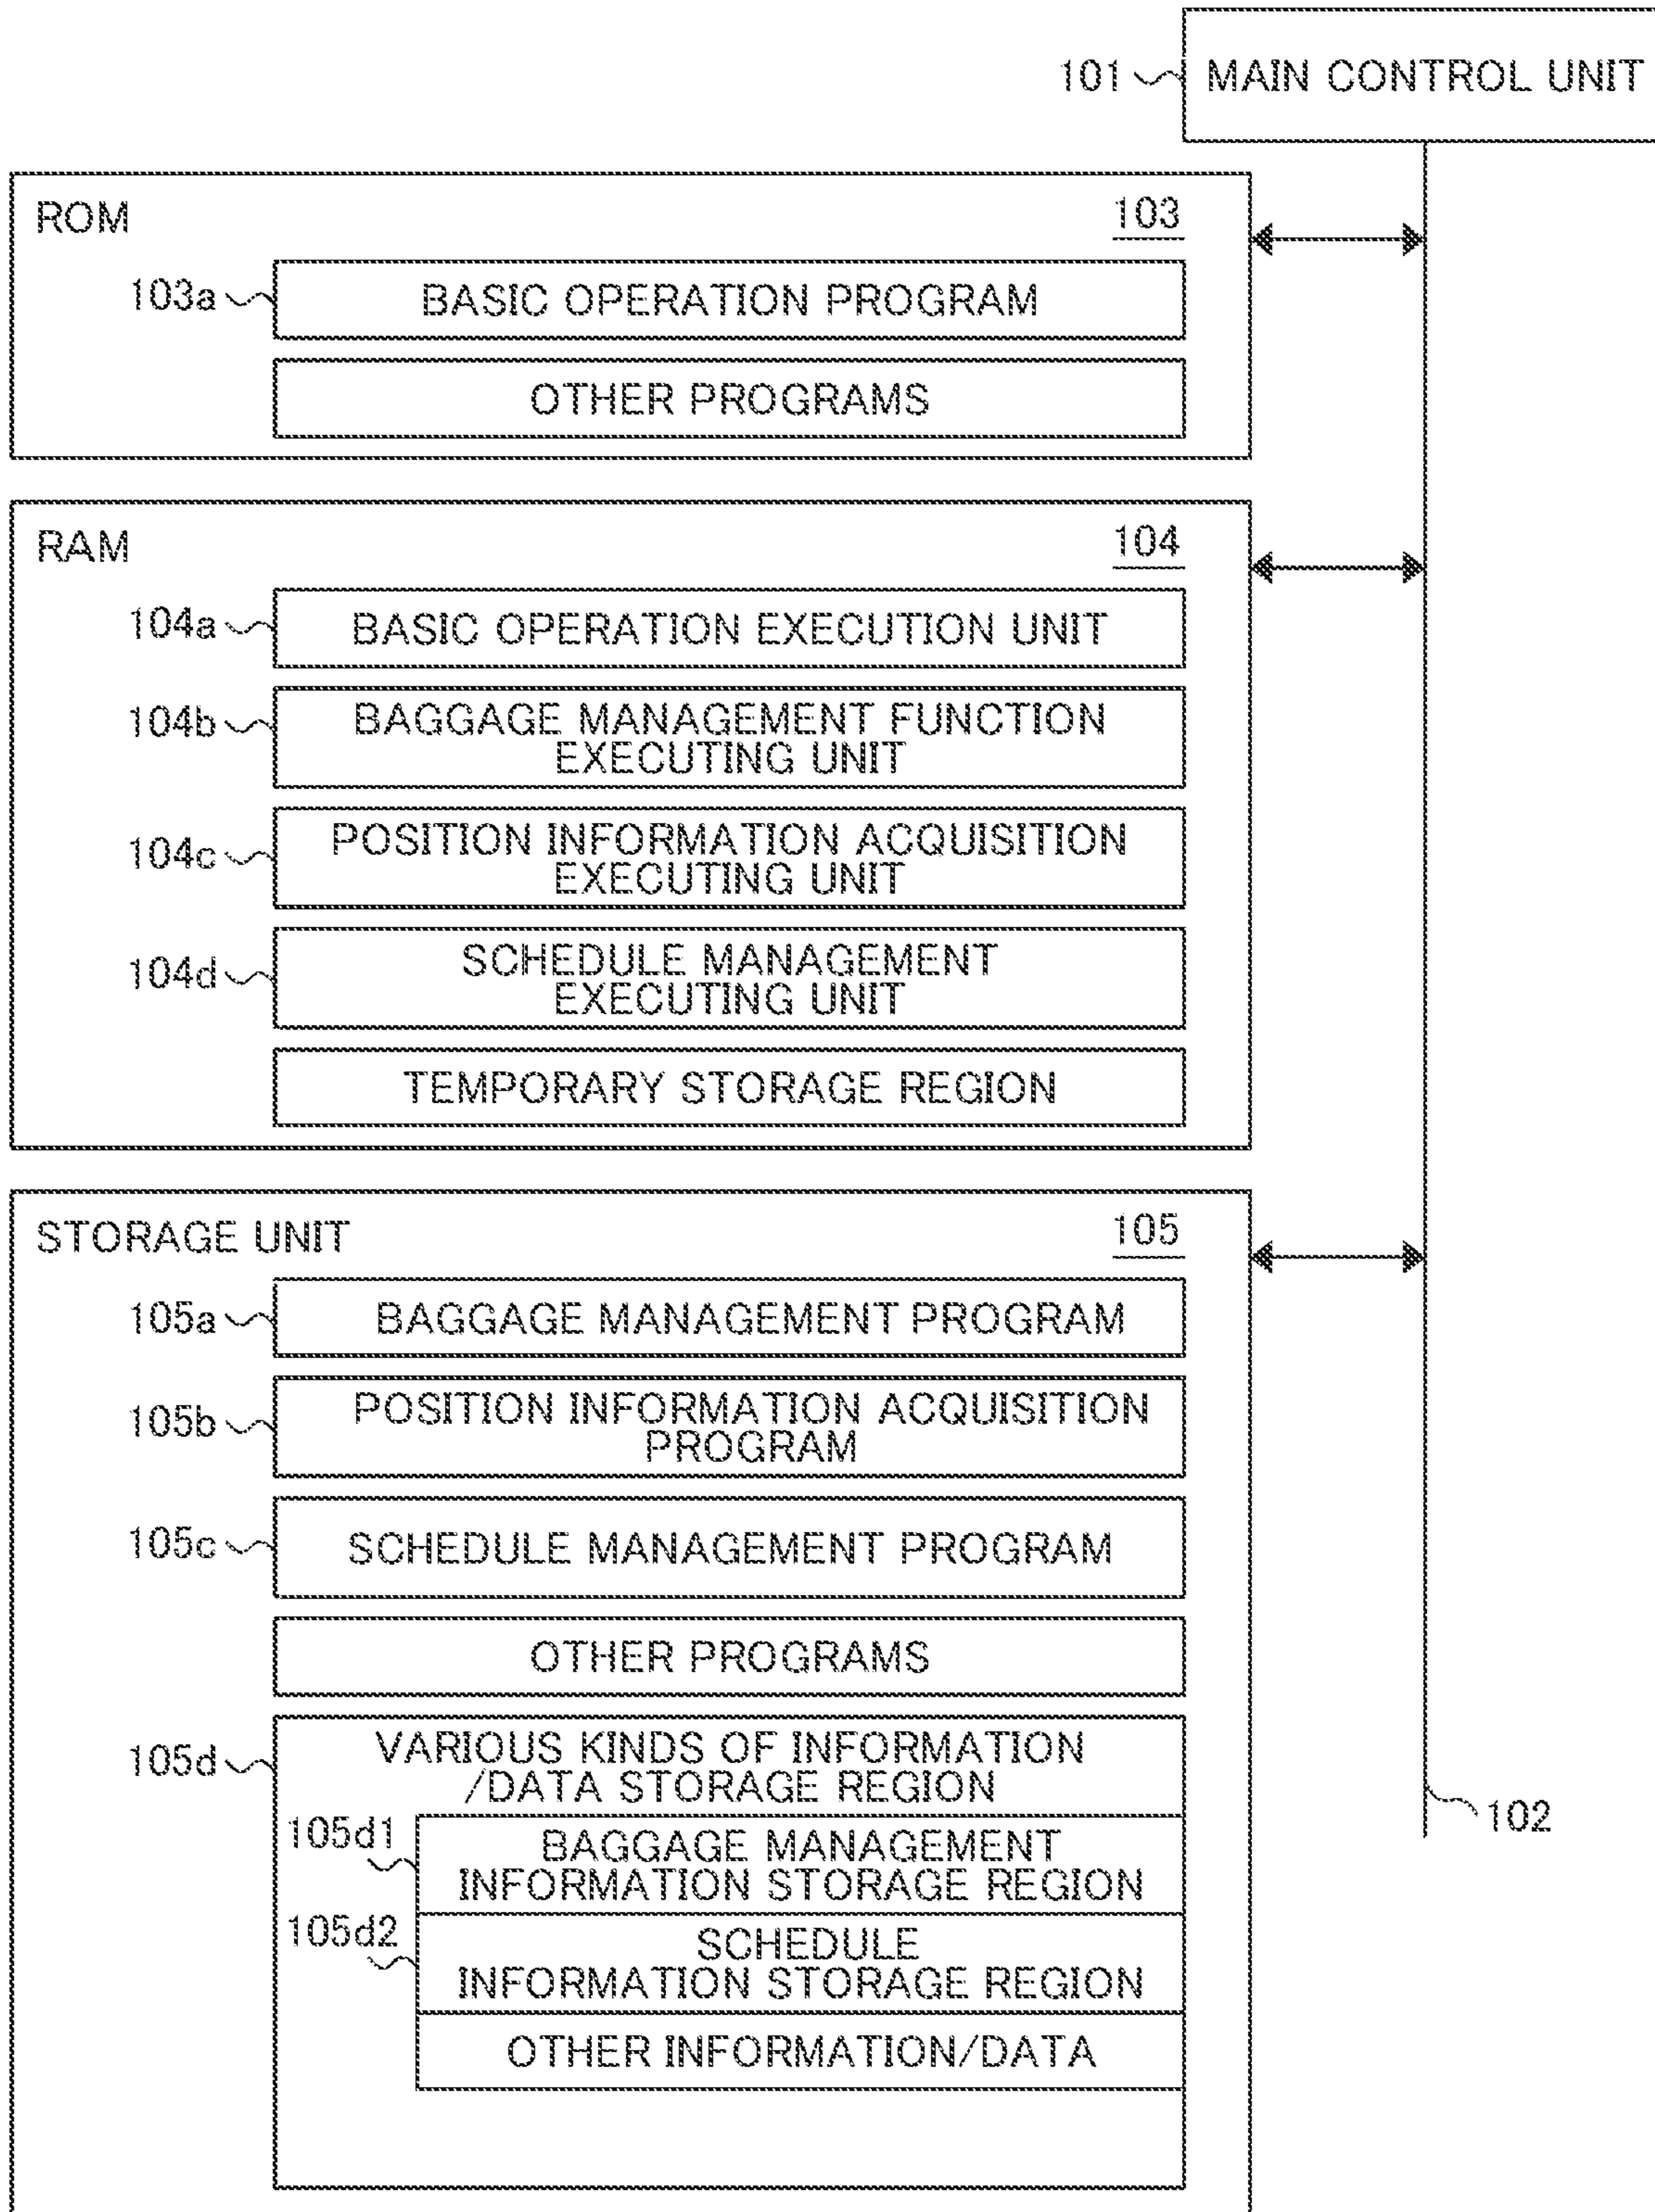 101 MAIN CONTROL UNIT
ROM 103
103a BASIC OPERATION PROGRAM
OTHER PROGRAMS
RAM 104
104a BASIC OPERATION EXECUTION UNIT
104b BAGGAGE MANAGEMENT FUNCTION
EXECUTING UNIT
104c POSITION INFORMATION ACQUISITION
EXECUTING UNIT
104d SCHEDULE MANAGEMENT
EXECUTING UNIT
TEMPORARY STORAGE REGION
STORAGE UNIT 105
105a BAGGAGE MANAGEMENT PROGRAM
105b POSITION INFORMATION ACQUISITION
PROGRAM
105c SCHEDULE MANAGEMENT PROGRAM
OTHER PROGRAMS
105d VARIOUS KINDS OF INFORMATION
/DATA STORAGE REGION
105d1 BAGGAGE MANAGEMENT
INFORMATION STORAGE REGION
105d2 SCHEDULE
INFORMATION STORAGE REGION
OTHER INFORMATION/DATA
102